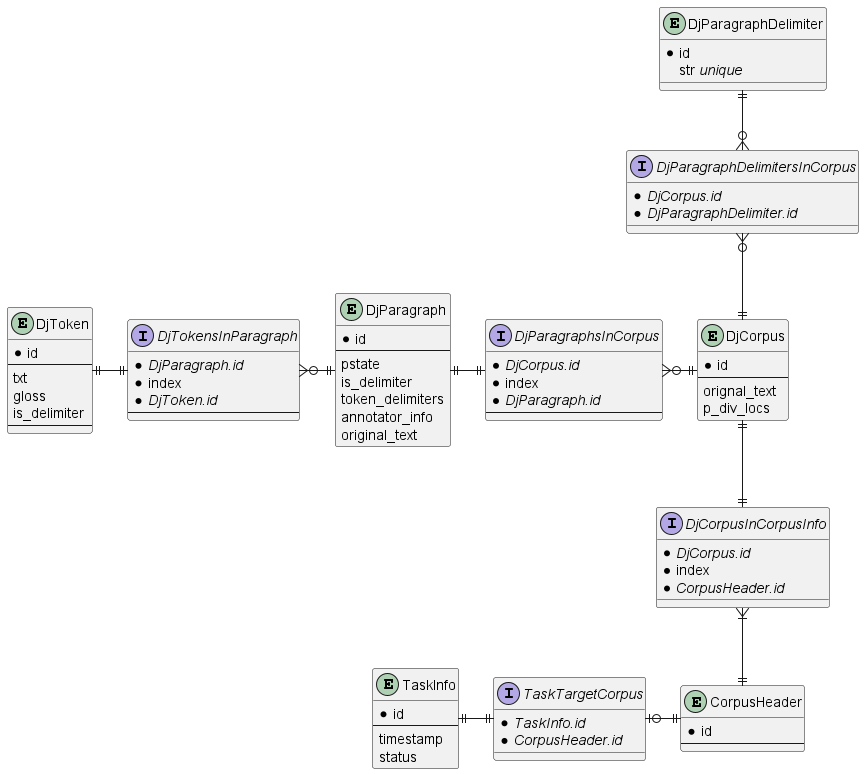 E DjParagraphDelimiter
* id
str unique
I DjParagraphDelimitersInCorpus
* DjCorpus.id
* DjParagraphDelimiter.id
E DjToken
* id
txt
gloss
is_delimiter
I DjTokensInParagraph
* DjParagraph.id
* index
* DjToken.id
E DjParagraph
* id
pstate
is_delimiter
token_delimiters
annotator_info
original_text
I DjParagraphsInCorpus
* DjCorpus.id
* index
* DjParagraph.id
E DjCorpus
* id
orignal_text
p_div_locs
I DjCorpusInCorpusInfo
* DjCorpus.id
* index
* CorpusHeader.id
E TaskInfo
* id
timestamp
status
I TaskTargetCorpus
* TaskInfo.id
* CorpusHeader.id
E CorpusHeader
* id